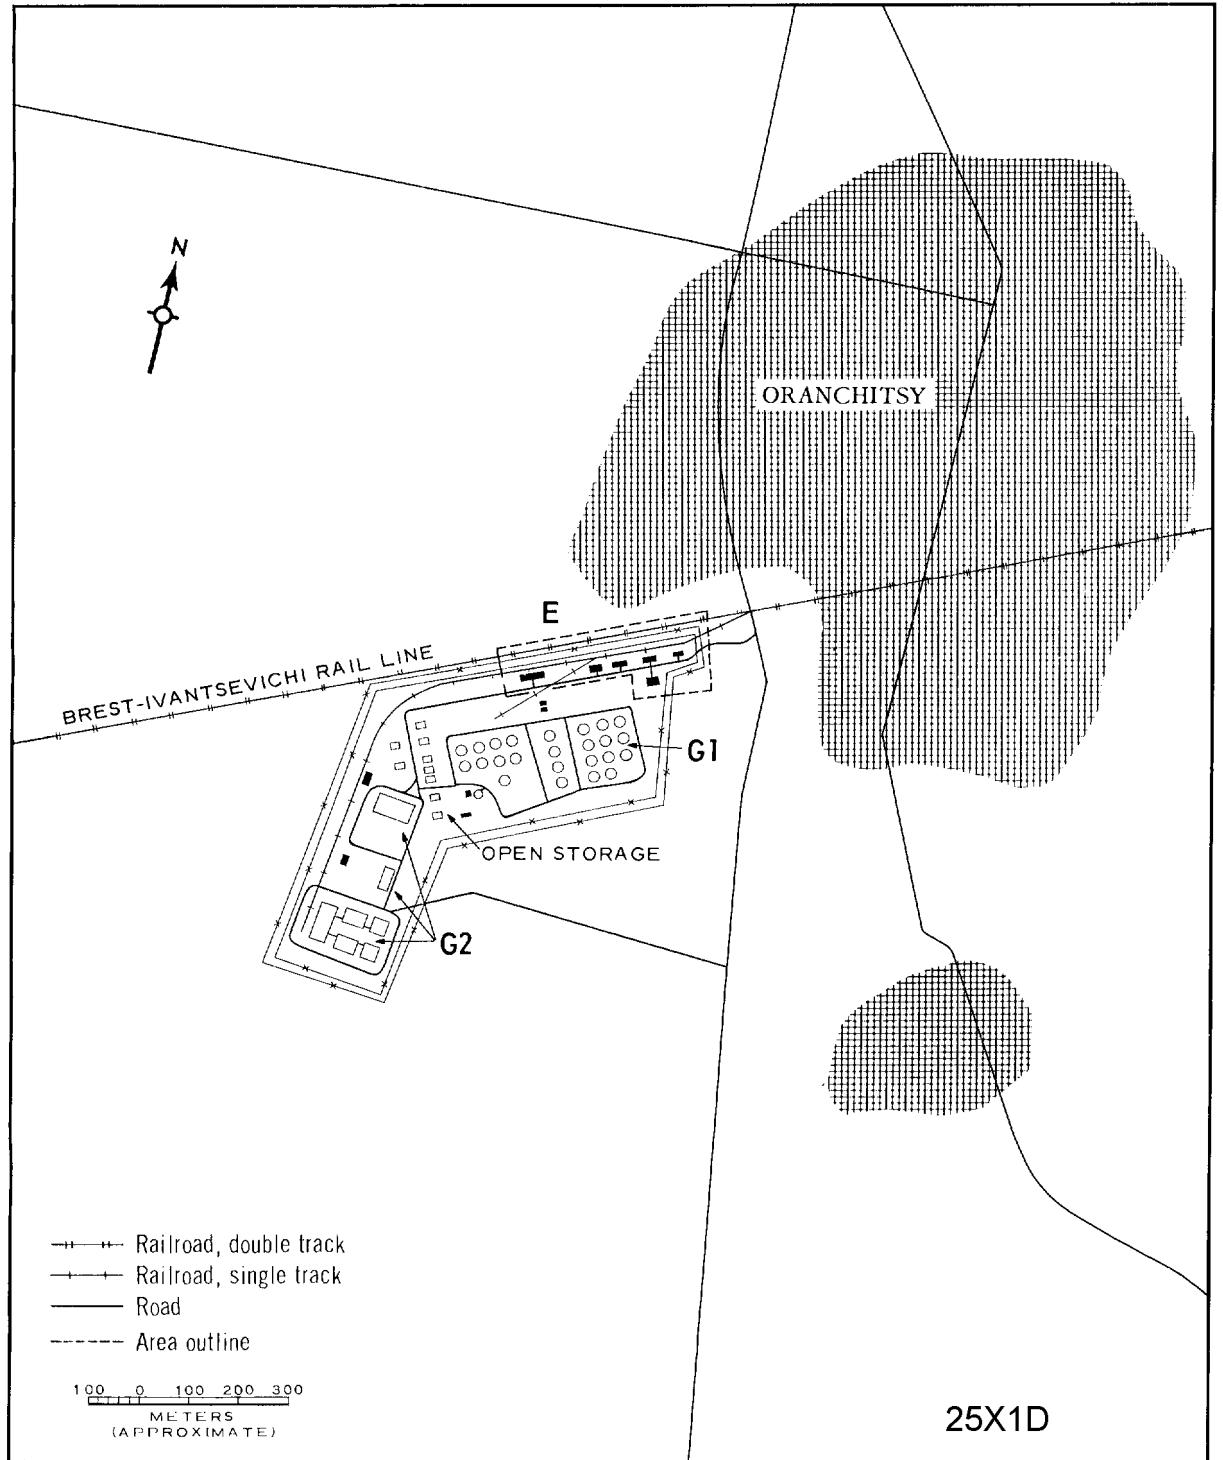 N
ORANCHITSY
E
BREST-IVANTSEVICHI RAIL LINE
G1
OPEN STORAGE
G2
Railroad, double track
Railroad, single track
Road
Area outline
100 0 100 200 300
METERS
(APPROXIMATE)
25X1D